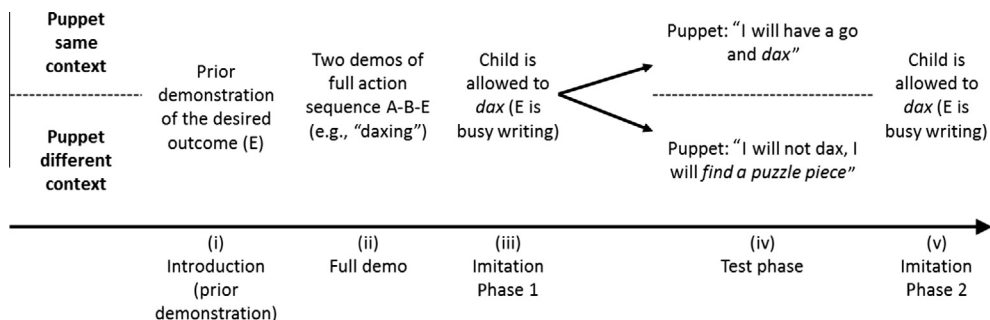 Puppet
same
context
Puppet
different
context
Prior
demonstration
of the desired
outcome (E)
Two demos of
full action
sequence A-B-E
(e.g., “daxing”)
Child is
allowed to
dax (E is
busy writing)
Puppet: “I will have a go
and dax”
Puppet: “I will not dax, I
will find a puzzle piece”
Child is
allowed to
dax (E is
busy writing)
(i)
Introduction
(prior
demonstration)
(ii)
Full demo
(iii)
Imitation
Phase 1
(iv)
Test phase
(v)
Imitation
Phase 2